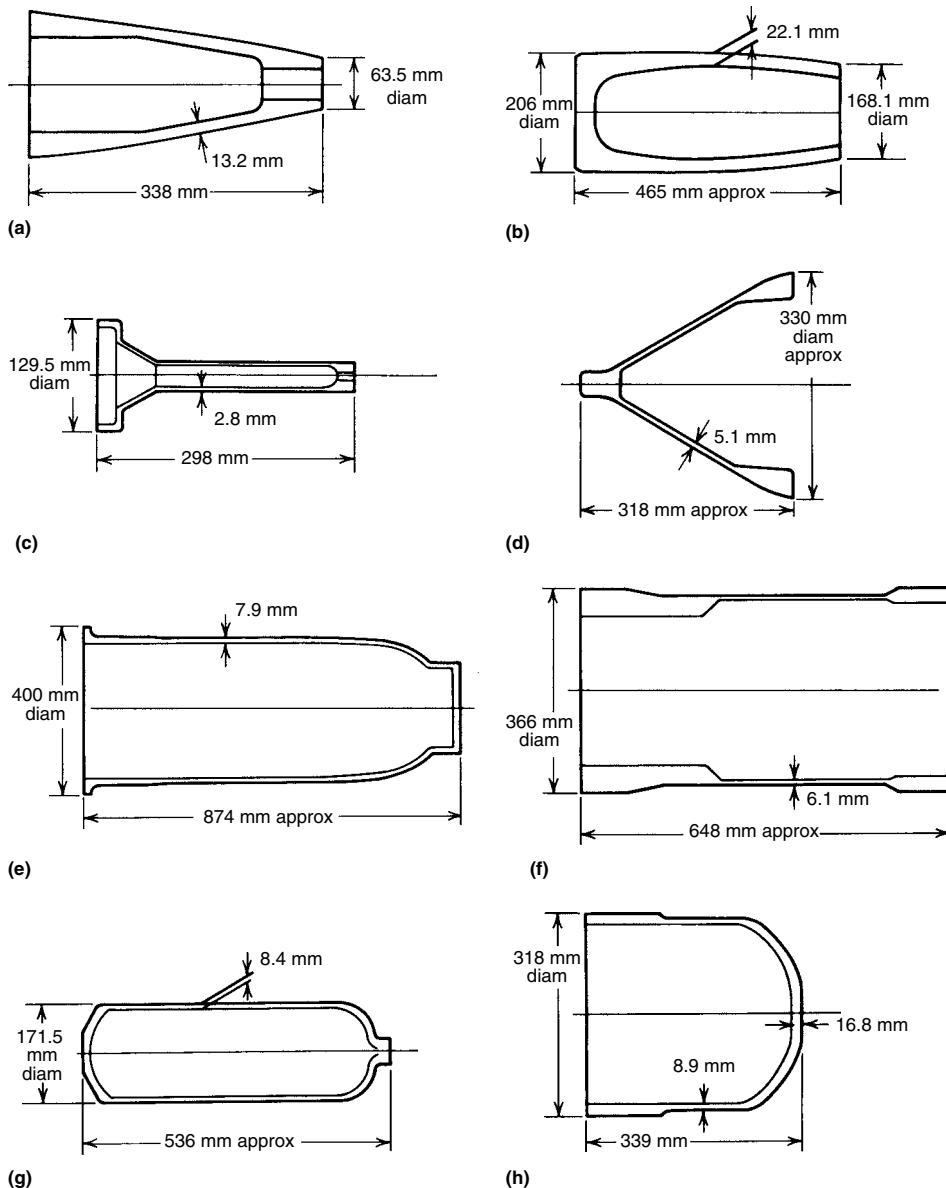 63.5 mm
diam
13.2 mm
338 mm
(a)
22.1 mm
206 mm
diam
168.1 mm
diam
465 mm approx
(b)
129.5 mm
diam
2.8 mm
298 mm
(c)
330 mm
diam
approx
5.1 mm
318 mm approx
(d)
7.9 mm
400 mm
diam
874 mm approx
(e)
366 mm
diam
6.1 mm
648 mm approx
(f)
8.4 mm
171.5
mm
diam
536 mm approx
(g)
318 mm
diam
16.8 mm
8.9 mm
339 mm
(h)